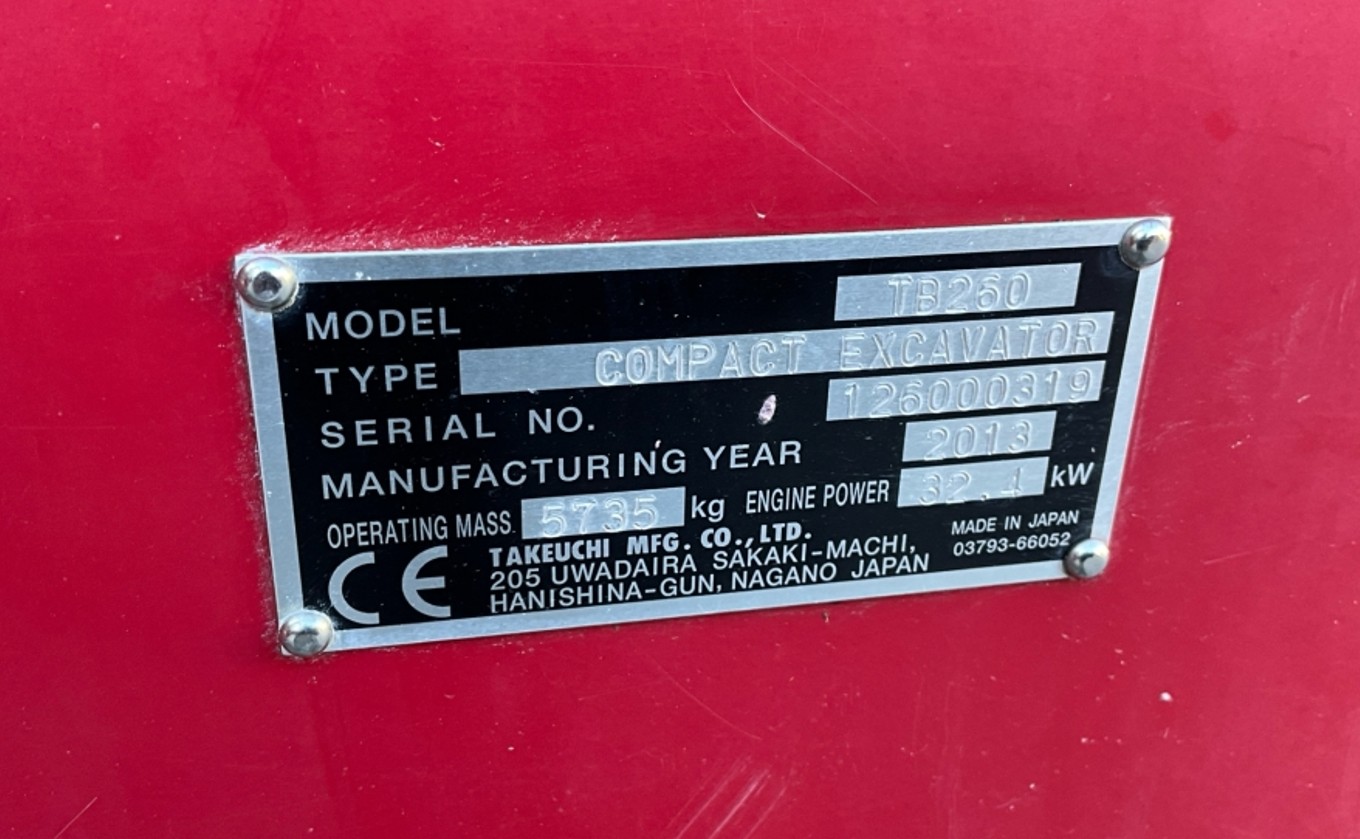 MODEL TB260
TYPE COMPACT EXCAVATOR
SERIAL NO. 126000319
MANUFACTURING YEAR 2013
OPERATING MASS 5735 kg ENGINE POWER 32.4 kW
CE
TAKEUCHI MFG. CO., LTD.
205 UWADAIRA SAKAKI-MACHI,
HANISHINA-GUN, NAGANO JAPAN
MADE IN JAPAN
03793-66052